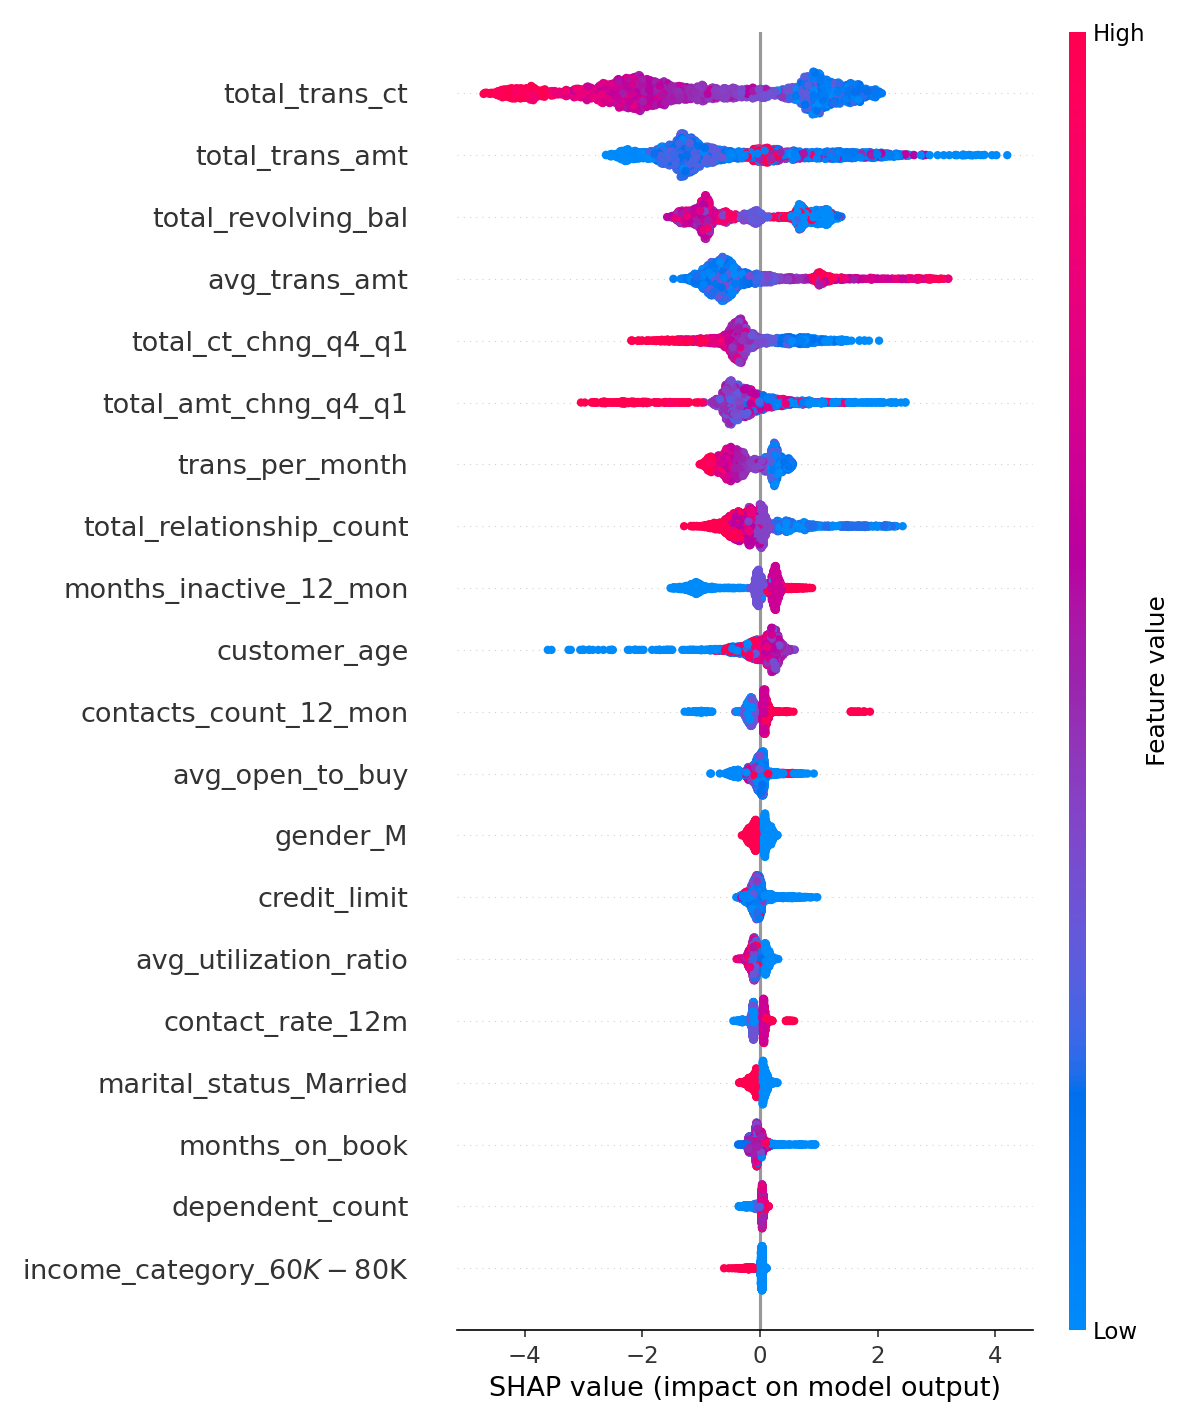 High
total_trans_ct
total_trans_amt
total_revolving_bal
avg_trans_amt
total_ct_chng_q4_q1
total_amt_chng_q4_q1
trans_per_month
total_relationship_count
months_inactive_12_mon
customer_age
contacts_count_12_mon
avg_open_to_buy
gender_M
credit_limit
avg_utilization_ratio
contact_rate_12m
marital_status_Married
months_on_book
dependent_count
income_category_60K − 80K
Feature value
Low
−4 −2 0 2 4
SHAP value (impact on model output)